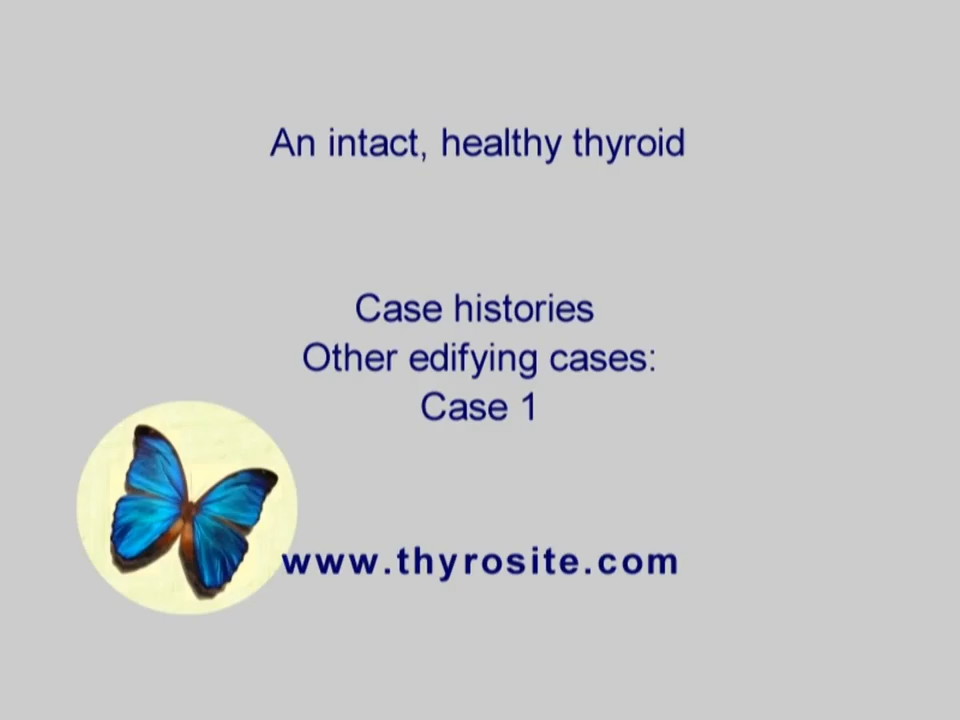 An intact, healthy thyroid
Case histories
Other edifying cases:
Case 1
www.thyrosite.com